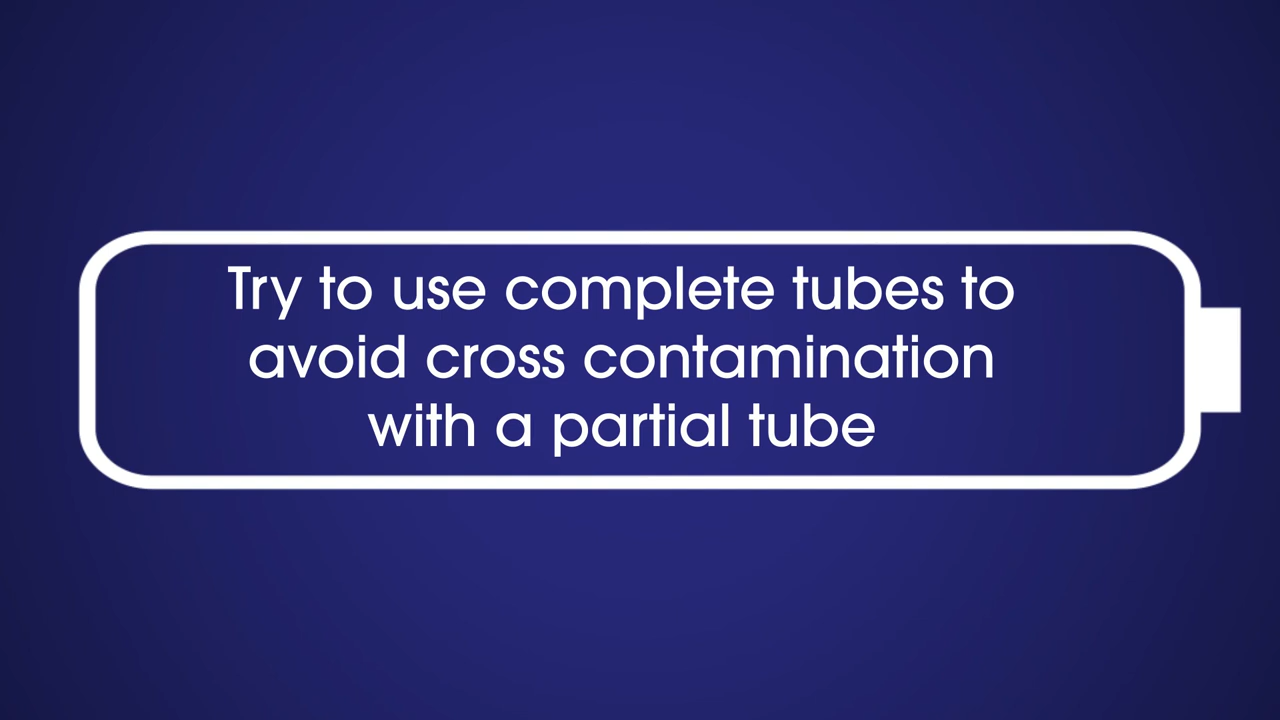 Try to use complete tubes to
avoid cross contamination
with a partial tube